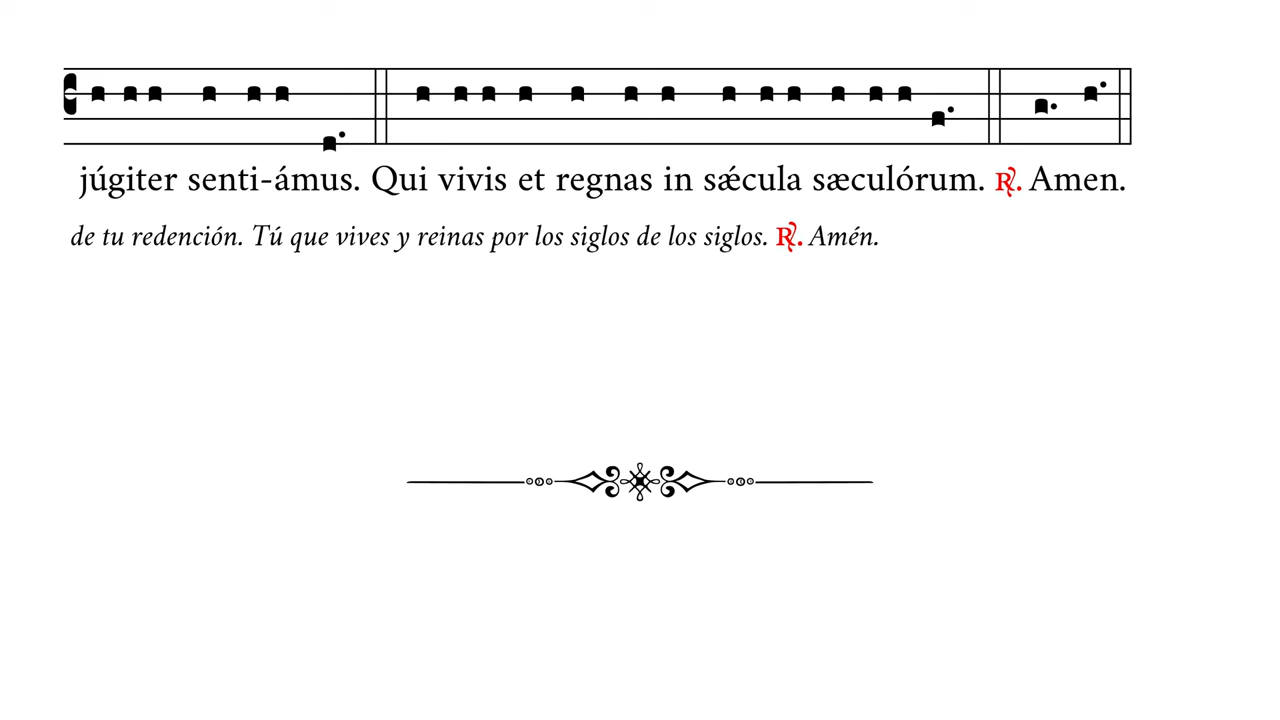 júgiter senti-ámus. Qui vivis et regnas in sǽcula sæculórum. ℟. Amen.
de tu redención. Tú que vives y reinas por los siglos de los siglos. ℟. Amén.